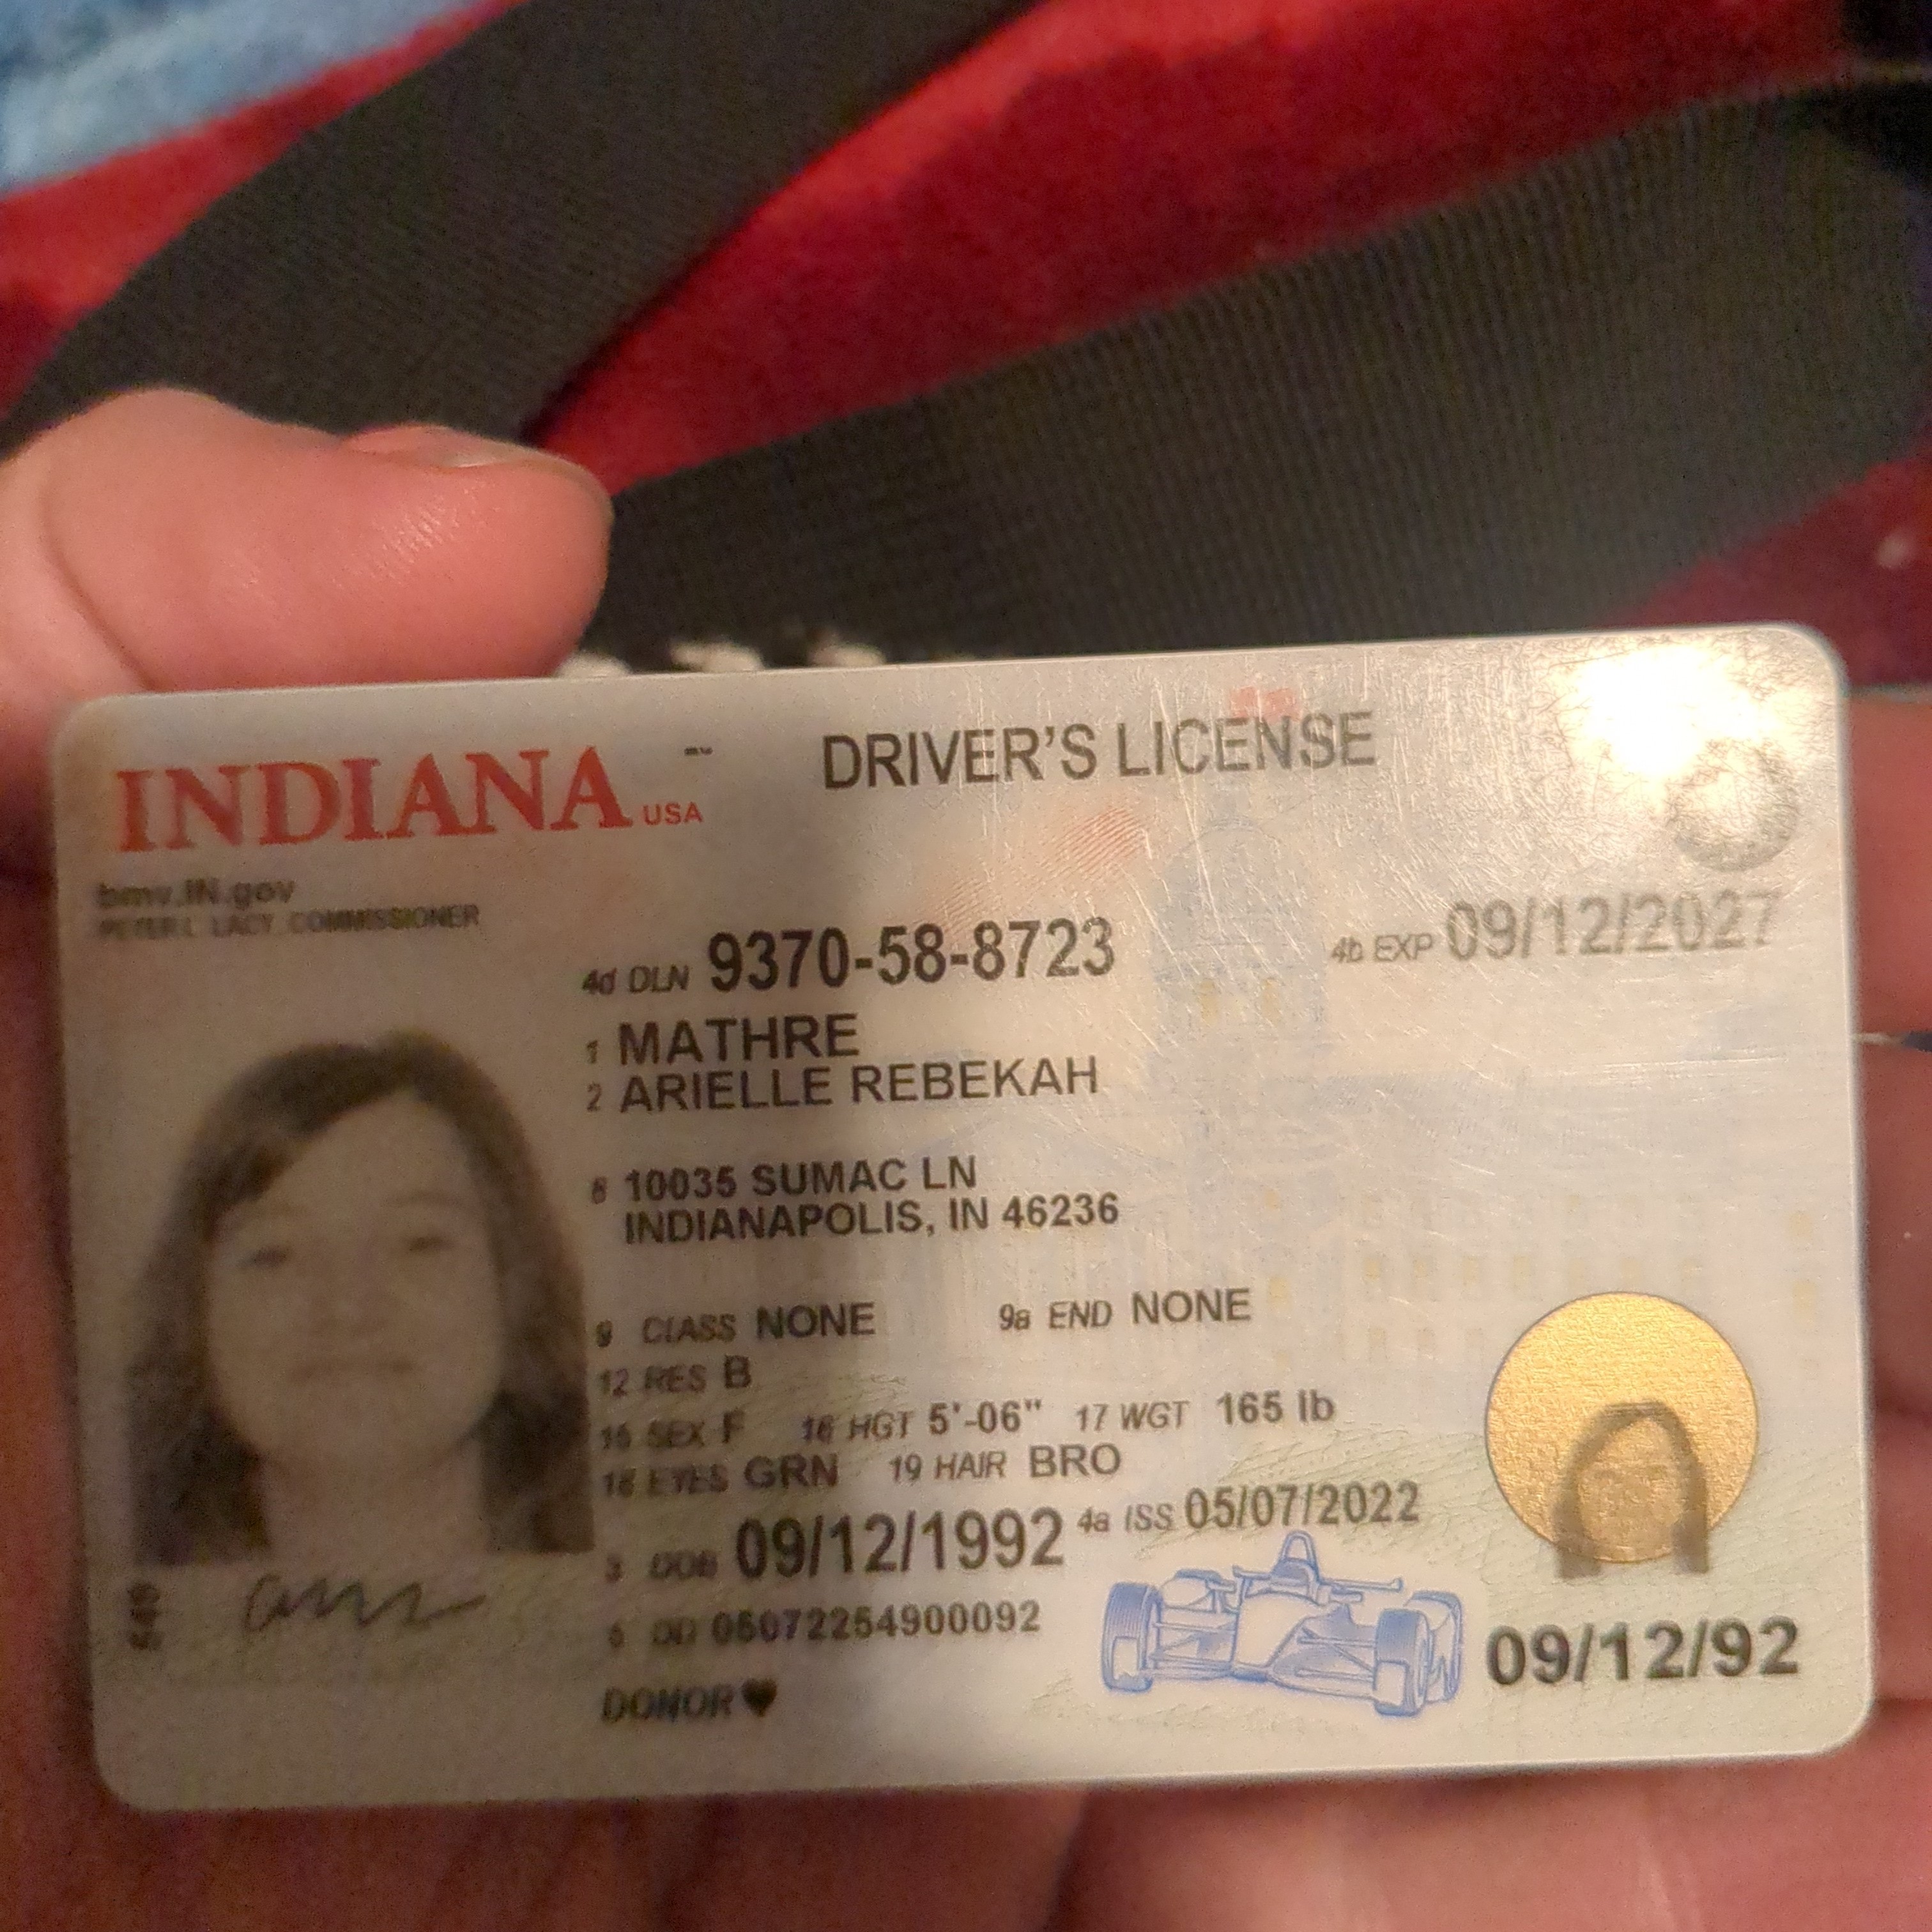 INDIANA USA DRIVER'S LICENSE
bmv.IN.gov
PETER L LACY COMMISSIONER
4d DLN 9370-58-8723 4b EXP 09/12/2027
1 MATHRE
2 ARIELLE REBEKAH
8 10035 SUMAC LN
INDIANAPOLIS, IN 46236
9 CLASS NONE 9a END NONE
12 RES B
15 SEX F 16 HGT 5'-06" 17 WGT 165 lb
18 EYES GRN 19 HAIR BRO
3 DOB 09/12/1992 4a ISS 05/07/2022
5 DD 05072254900092
DONOR♥
549
09/12/92